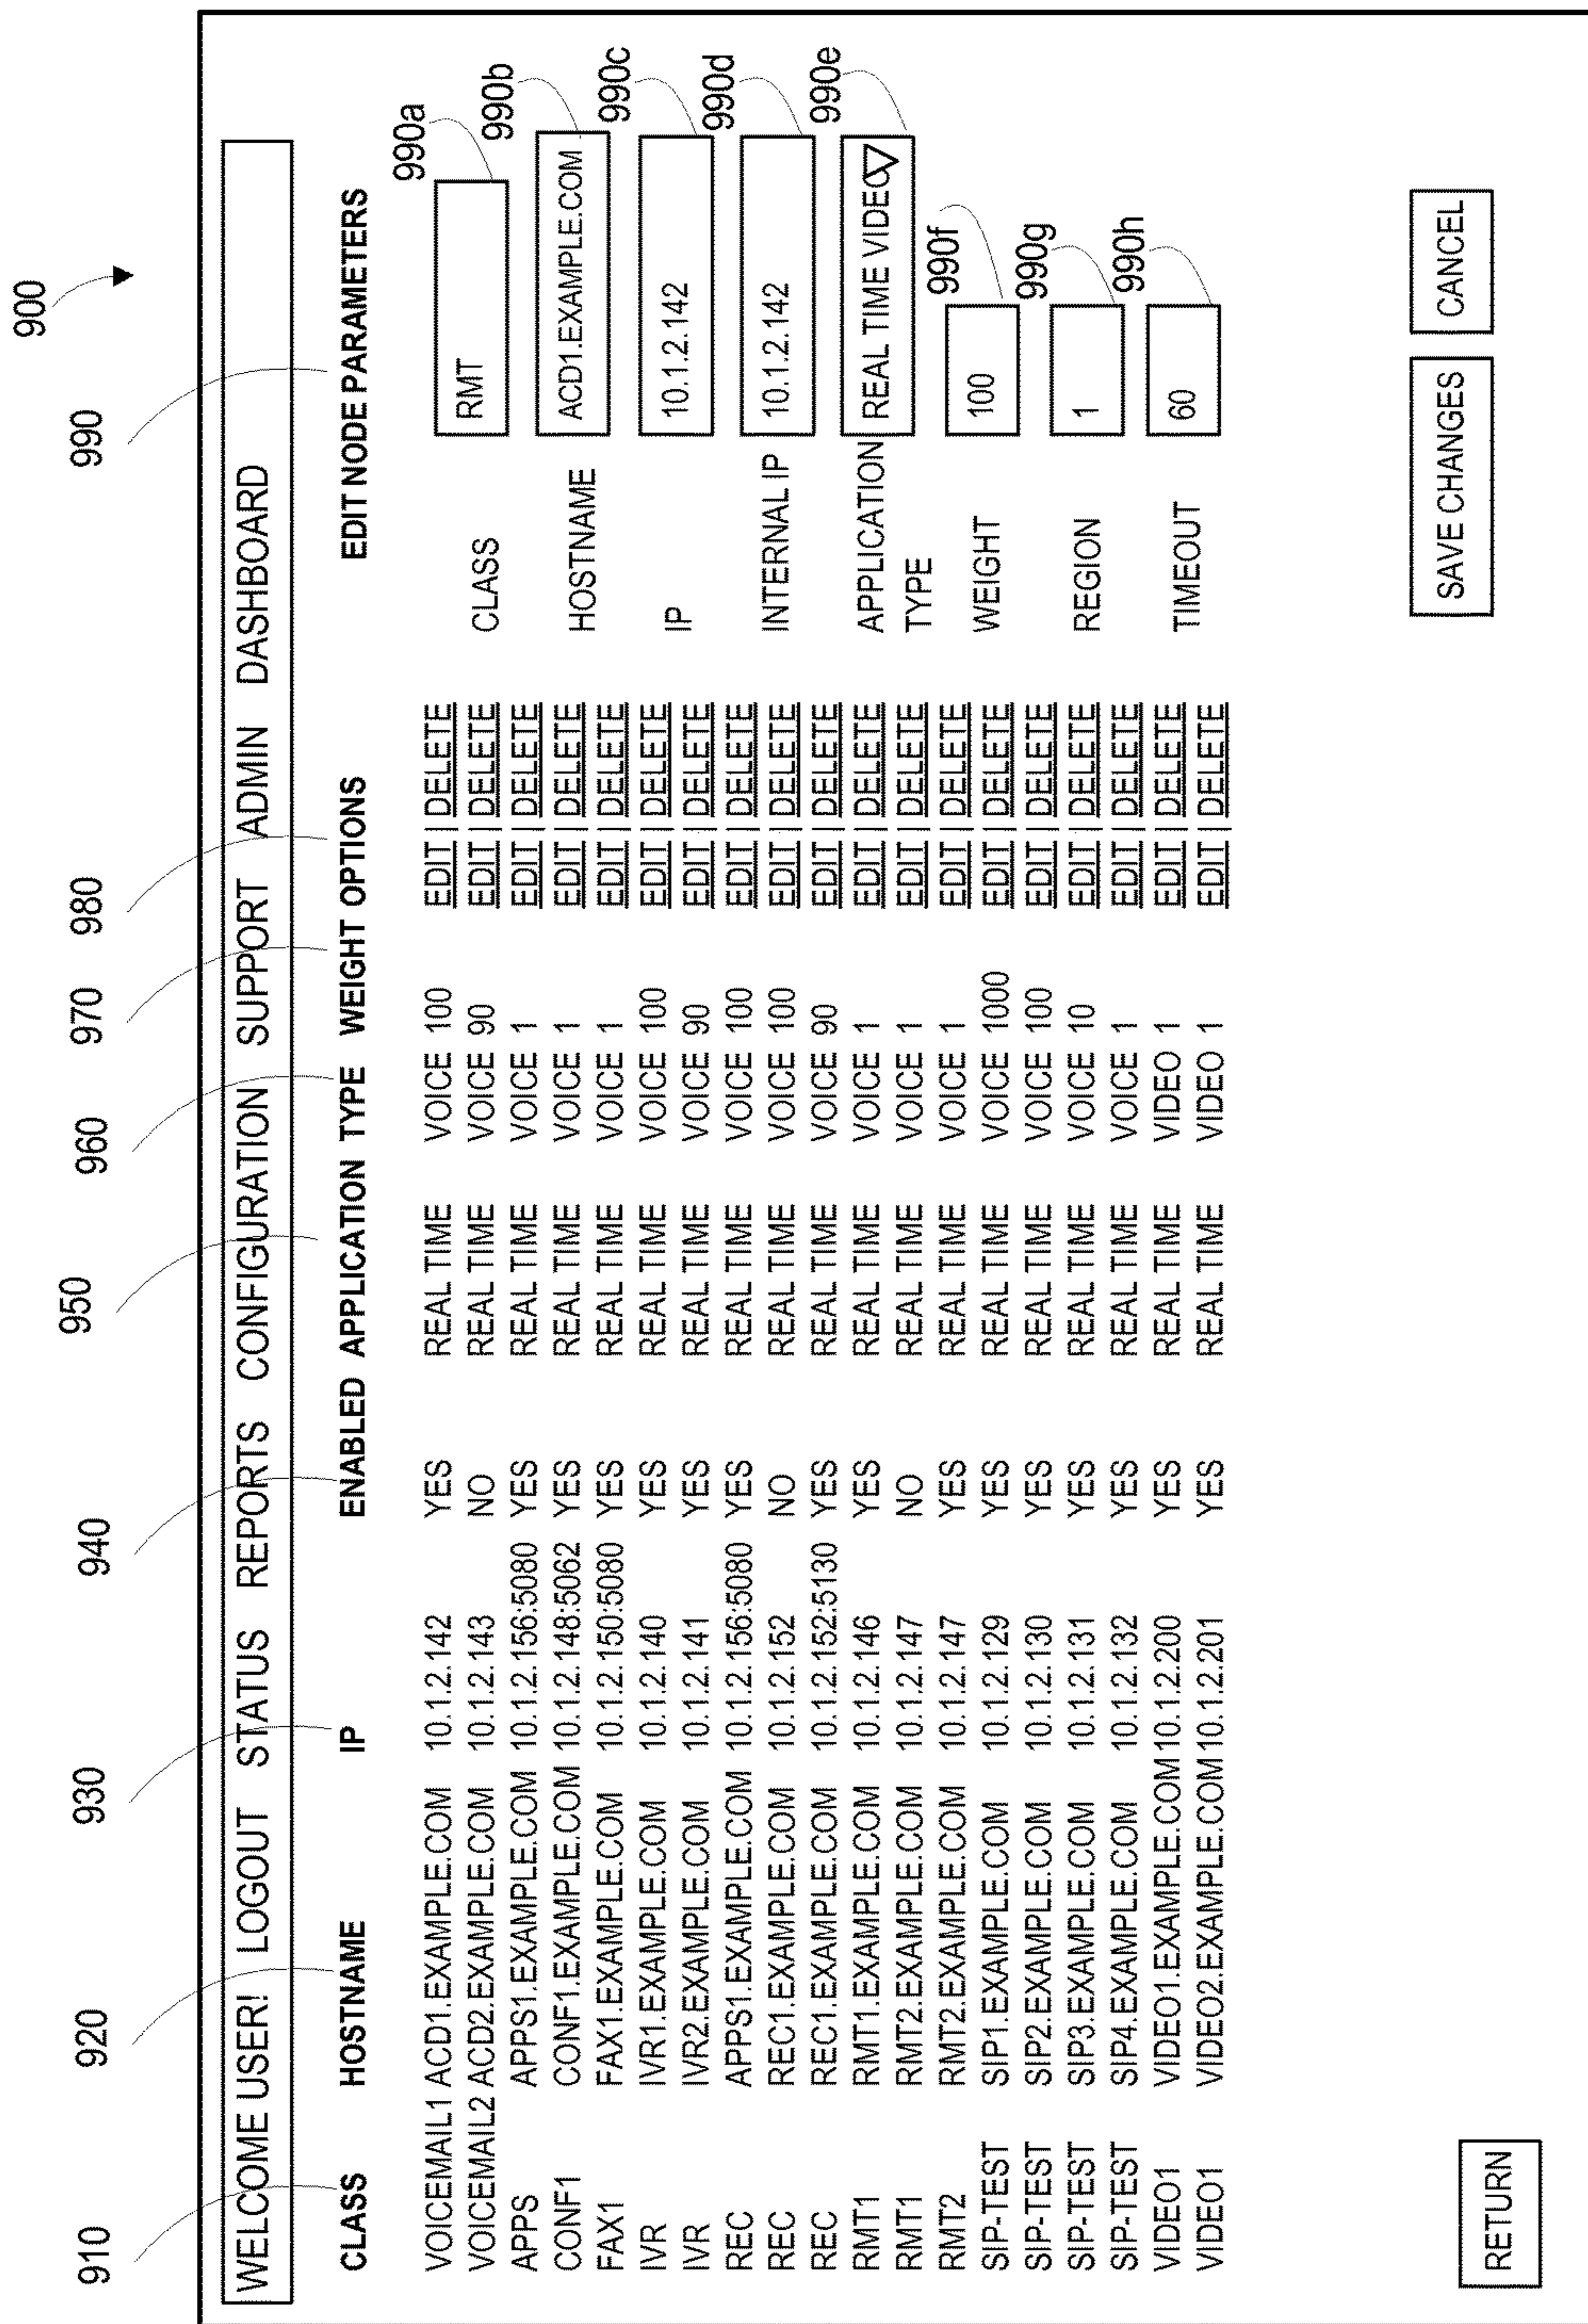 900
910 920 930 940 950 960 970 980 990
WELCOME USER! LOGOUT STATUS REPORTS CONFIGURATION SUPPORT ADMIN DASHBOARD
CLASS HOSTNAME IP ENABLED APPLICATION TYPE WEIGHT OPTIONS
VOICEMAIL1 ACD1.EXAMPLE.COM 10.1.2.142 YES REAL TIME VOICE 100 EDIT | DELETE
VOICEMAIL2 ACD2.EXAMPLE.COM 10.1.2.143 NO REAL TIME VOICE 90 EDIT | DELETE
APPS APPS1.EXAMPLE.COM 10.1.2.156:5080 YES REAL TIME VOICE 1 EDIT | DELETE
CONF1 CONF1.EXAMPLE.COM 10.1.2.148:5062 YES REAL TIME VOICE 1 EDIT | DELETE
FAX1 FAX1.EXAMPLE.COM 10.1.2.150:5080 YES REAL TIME VOICE 1 EDIT | DELETE
IVR IVR1.EXAMPLE.COM 10.1.2.140 YES REAL TIME VOICE 100 EDIT | DELETE
IVR IVR2.EXAMPLE.COM 10.1.2.141 YES REAL TIME VOICE 90 EDIT | DELETE
REC APPS1.EXAMPLE.COM 10.1.2.156:5080 YES REAL TIME VOICE 100 EDIT | DELETE
REC REC1.EXAMPLE.COM 10.1.2.152 NO REAL TIME VOICE 100 EDIT | DELETE
REC REC1.EXAMPLE.COM 10.1.2.152:5130 YES REAL TIME VOICE 90 EDIT | DELETE
RMT1 RMT1.EXAMPLE.COM 10.1.2.146 YES REAL TIME VOICE 1 EDIT | DELETE
RMT1 RMT2.EXAMPLE.COM 10.1.2.147 NO REAL TIME VOICE 1 EDIT | DELETE
RMT2 RMT2.EXAMPLE.COM 10.1.2.147 YES REAL TIME VOICE 1 EDIT | DELETE
SIP-TEST SIP1.EXAMPLE.COM 10.1.2.129 YES REAL TIME VOICE 1000 EDIT | DELETE
SIP-TEST SIP2.EXAMPLE.COM 10.1.2.130 YES REAL TIME VOICE 100 EDIT | DELETE
SIP-TEST SIP3.EXAMPLE.COM 10.1.2.131 YES REAL TIME VOICE 10 EDIT | DELETE
SIP-TEST SIP4.EXAMPLE.COM 10.1.2.132 YES REAL TIME VOICE 1 EDIT | DELETE
VIDEO1 VIDEO1.EXAMPLE.COM 10.1.2.200 YES REAL TIME VIDEO 1 EDIT | DELETE
VIDEO1 VIDEO2.EXAMPLE.COM 10.1.2.201 YES REAL TIME VIDEO 1 EDIT | DELETE
EDIT NODE PARAMETERS
CLASS RMT 990a
HOSTNAME ACD1.EXAMPLE.COM 990b
IP 10.1.2.142 990c
INTERNAL IP 10.1.2.142 990d
APPLICATION REAL TIME VIDEO 990e
TYPE
WEIGHT 100 990f
REGION 1 990g
TIMEOUT 60 990h
RETURN SAVE CHANGES CANCEL